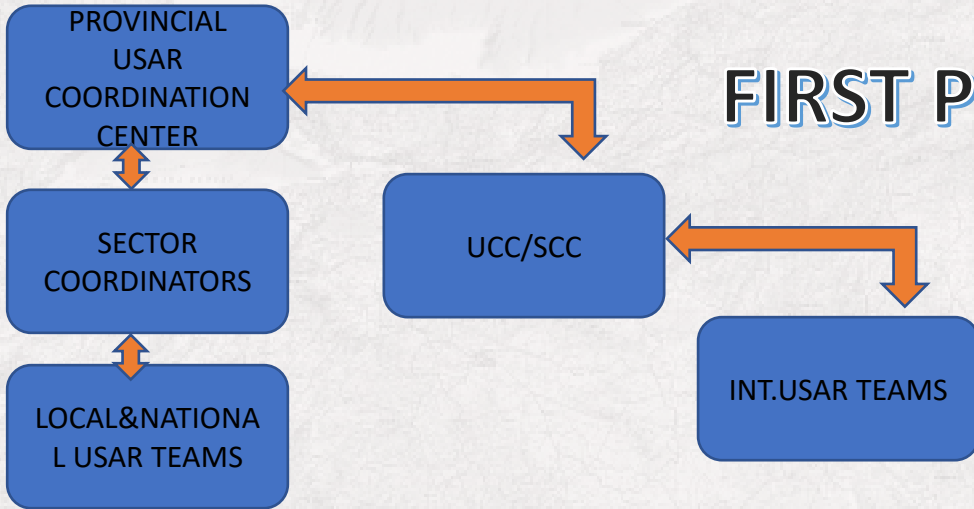 PROVINCIAL
USAR
COORDINATION
CENTER
FIRST P
SECTOR
COORDINATORS
UCC/SCC
LOCAL&NATIONA
L USAR TEAMS
INT.USAR TEAMS